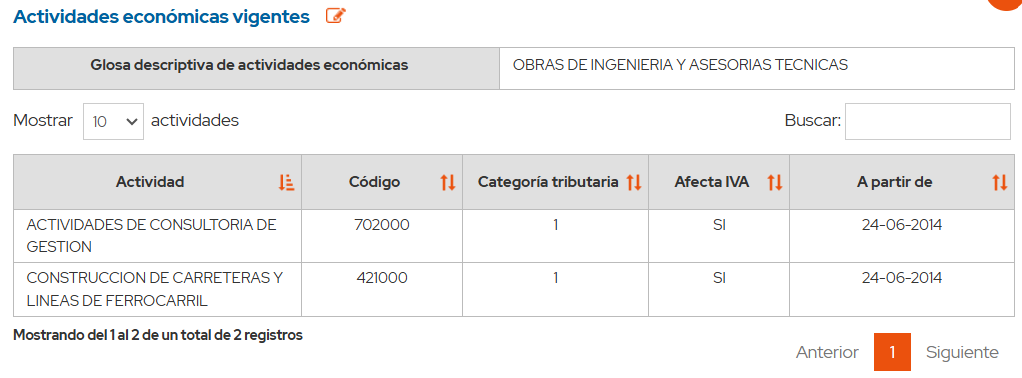 Actividades económicas vigentes
Glosa descriptiva de actividades económicas OBRAS DE INGENIERIA Y ASESORIAS TECNICAS
Mostrar 10 actividades Buscar:
Actividad Código Categoría tributaria Afecta IVA A partir de
ACTIVIDADES DE CONSULTORIA DE 702000 1 SI 24-06-2014
GESTION
CONSTRUCCION DE CARRETERAS Y 421000 1 SI 24-06-2014
LINEAS DE FERROCARRIL
Mostrando del 1 al 2 de un total de 2 registros
Anterior 1 Siguiente